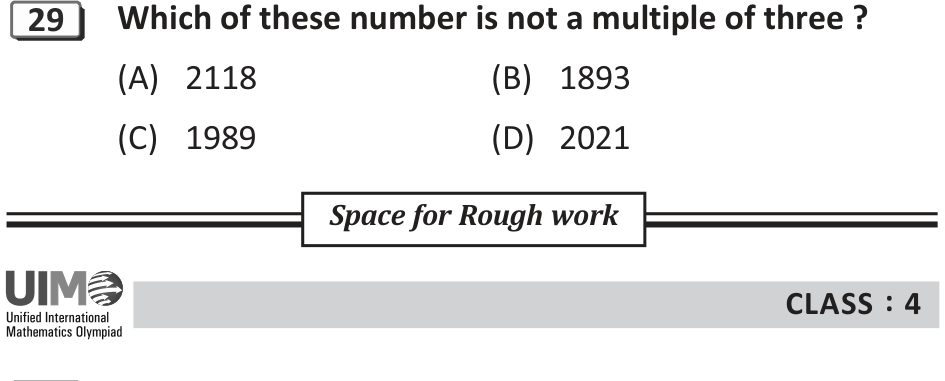 29 Which of these number is not a multiple of three ?
(A) 2118 (B) 1893
(C) 1989 (D) 2021
Space for Rough work
UIMO
Unified International
Mathematics Olympiad
CLASS : 4